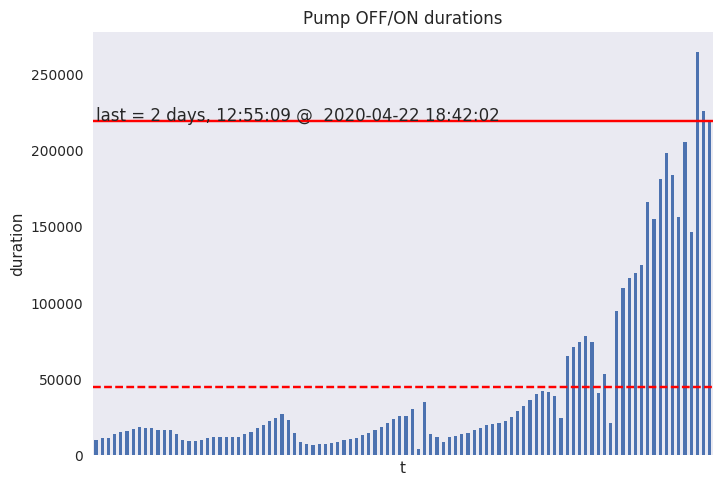 Pump OFF/ON durations
250000
last = 2 days, 12:55:09 @  2020-04-22 18:42:02
200000
150000
duration
100000
50000
0
t